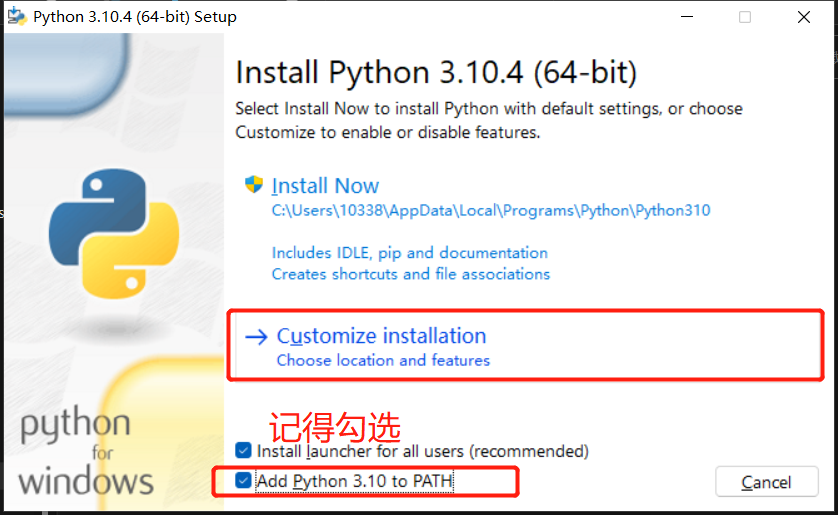 Python 3.10.4 (64-bit) Setup
Install Python 3.10.4 (64-bit)
Select Install Now to install Python with default settings, or choose
Customize to enable or disable features.
Install Now
C:\Users\10338\AppData\Local\Programs\Python\Python310
Includes IDLE, pip and documentation
Creates shortcuts and file associations
Customize installation
Choose location and features
记得勾选
Install launcher for all users (recommended)
Add Python 3.10 to PATH
Cancel
python
for
windows